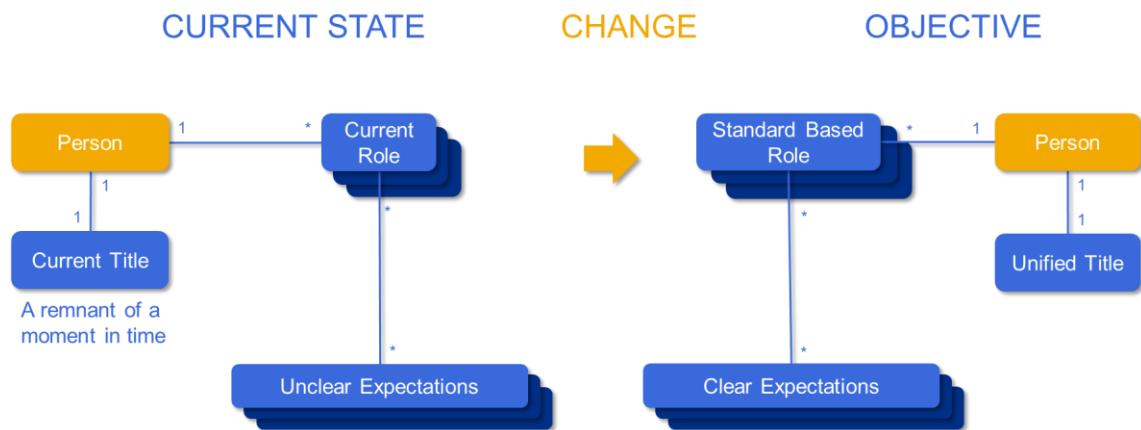 CURRENT STATE
CHANGE
OBJECTIVE
Person
1
*
Current
Role
1
1
Current Title
A remnant of a
moment in time
*
*
Unclear Expectations
Standard Based
Role
*
1
Person
1
1
Unified Title
*
*
Clear Expectations